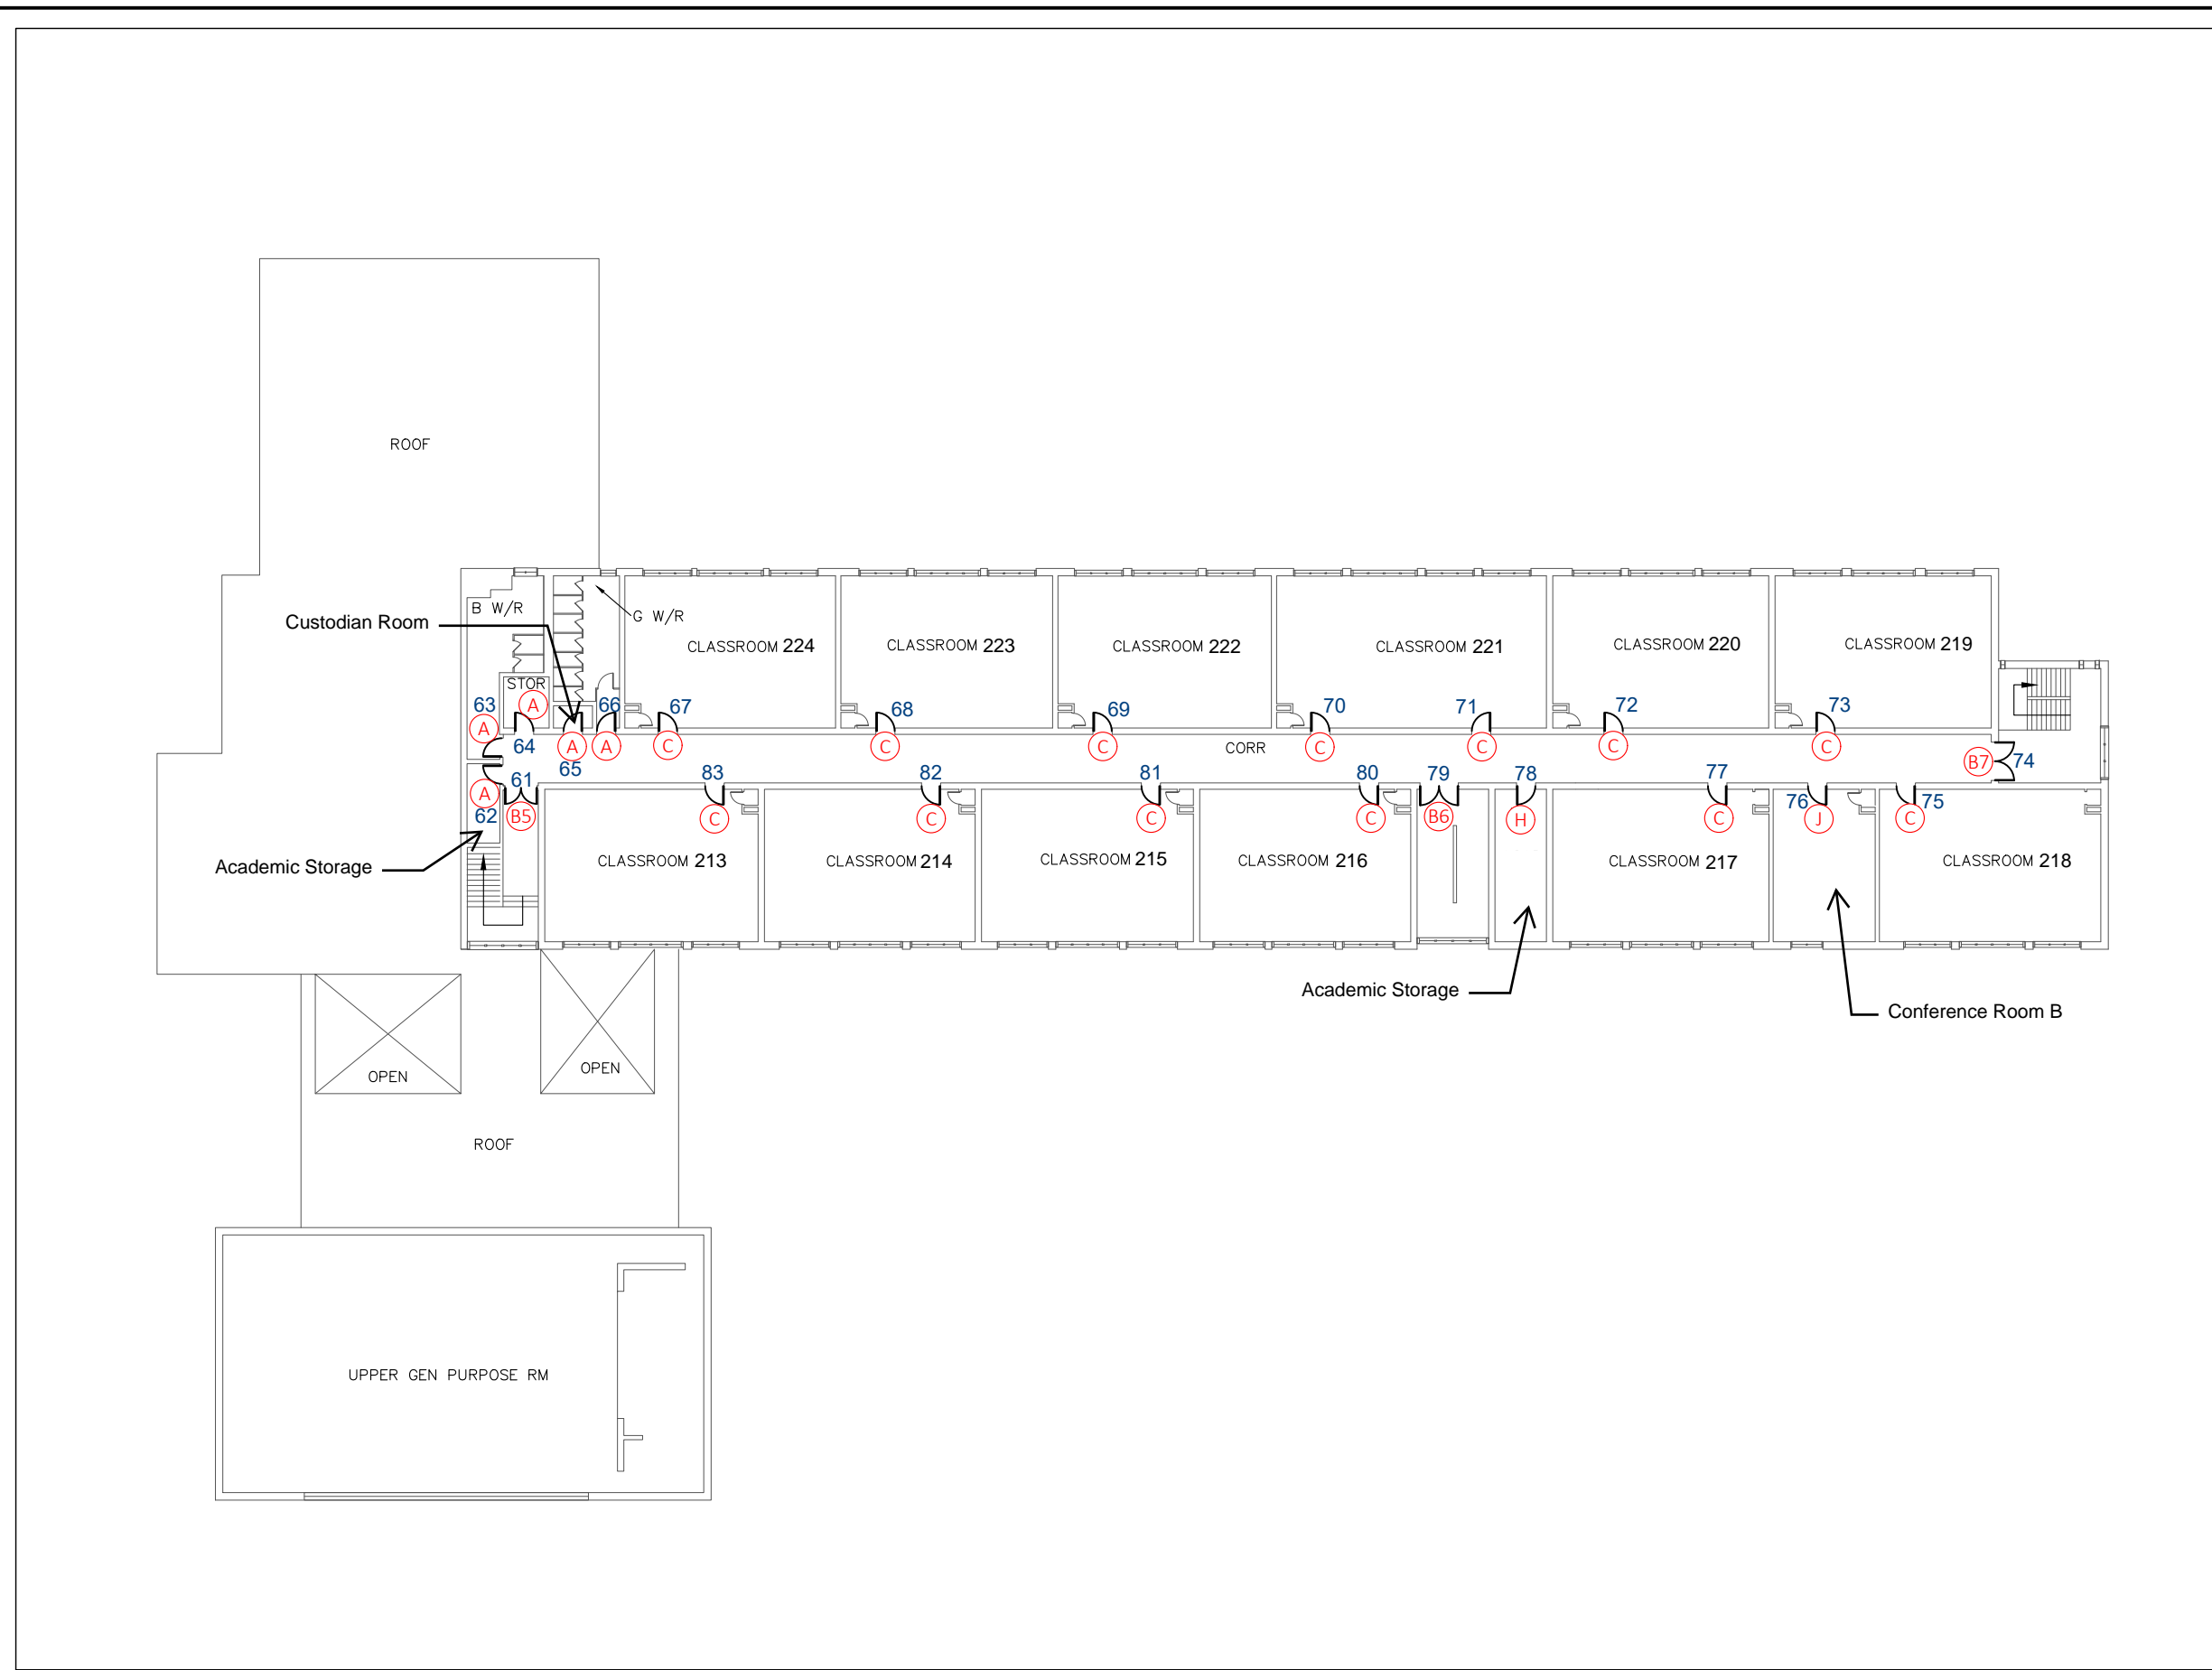 ROOF
B W/R
Custodian Room
G W/R
CLASSROOM 224
CLASSROOM 223
CLASSROOM 222
CLASSROOM 221
CLASSROOM 220
CLASSROOM 219
STOR
63
A
A
66
67
68
69
70
71
72
73
64
A
A
C
C
C
C
C
C
C
CORR
B7
74
65
61
83
82
81
80
79
78
77
A
62
B5
C
C
C
C
B6
H
C
76
J
C
75
Academic Storage
CLASSROOM 213
CLASSROOM 214
CLASSROOM 215
CLASSROOM 216
CLASSROOM 217
CLASSROOM 218
Academic Storage
Conference Room B
OPEN
OPEN
ROOF
UPPER GEN PURPOSE RM